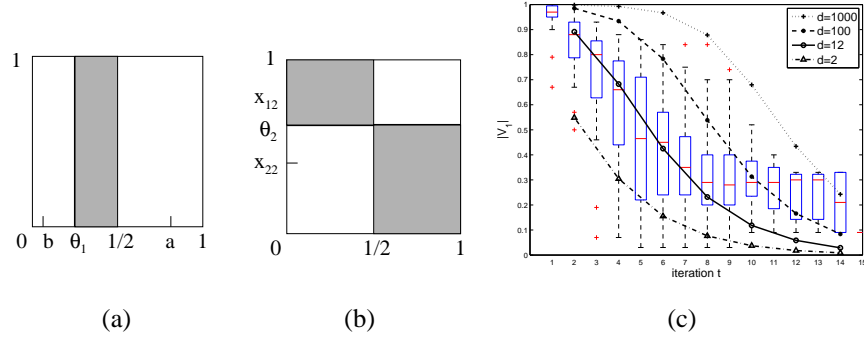 1
0 b θ₁ 1/2 a 1
(a)
1
x₁₂
θ₂
x₂₂
0 1/2 1
(b)
|V₁|
1
0.9
0.8
0.7
0.6
0.5
0.4
0.3
0.2
0.1
0
d=1000
d=100
d=12
d=2
1 2 3 4 5 6 7 8 9 10 11 12 13 14 15
iteration t
(c)